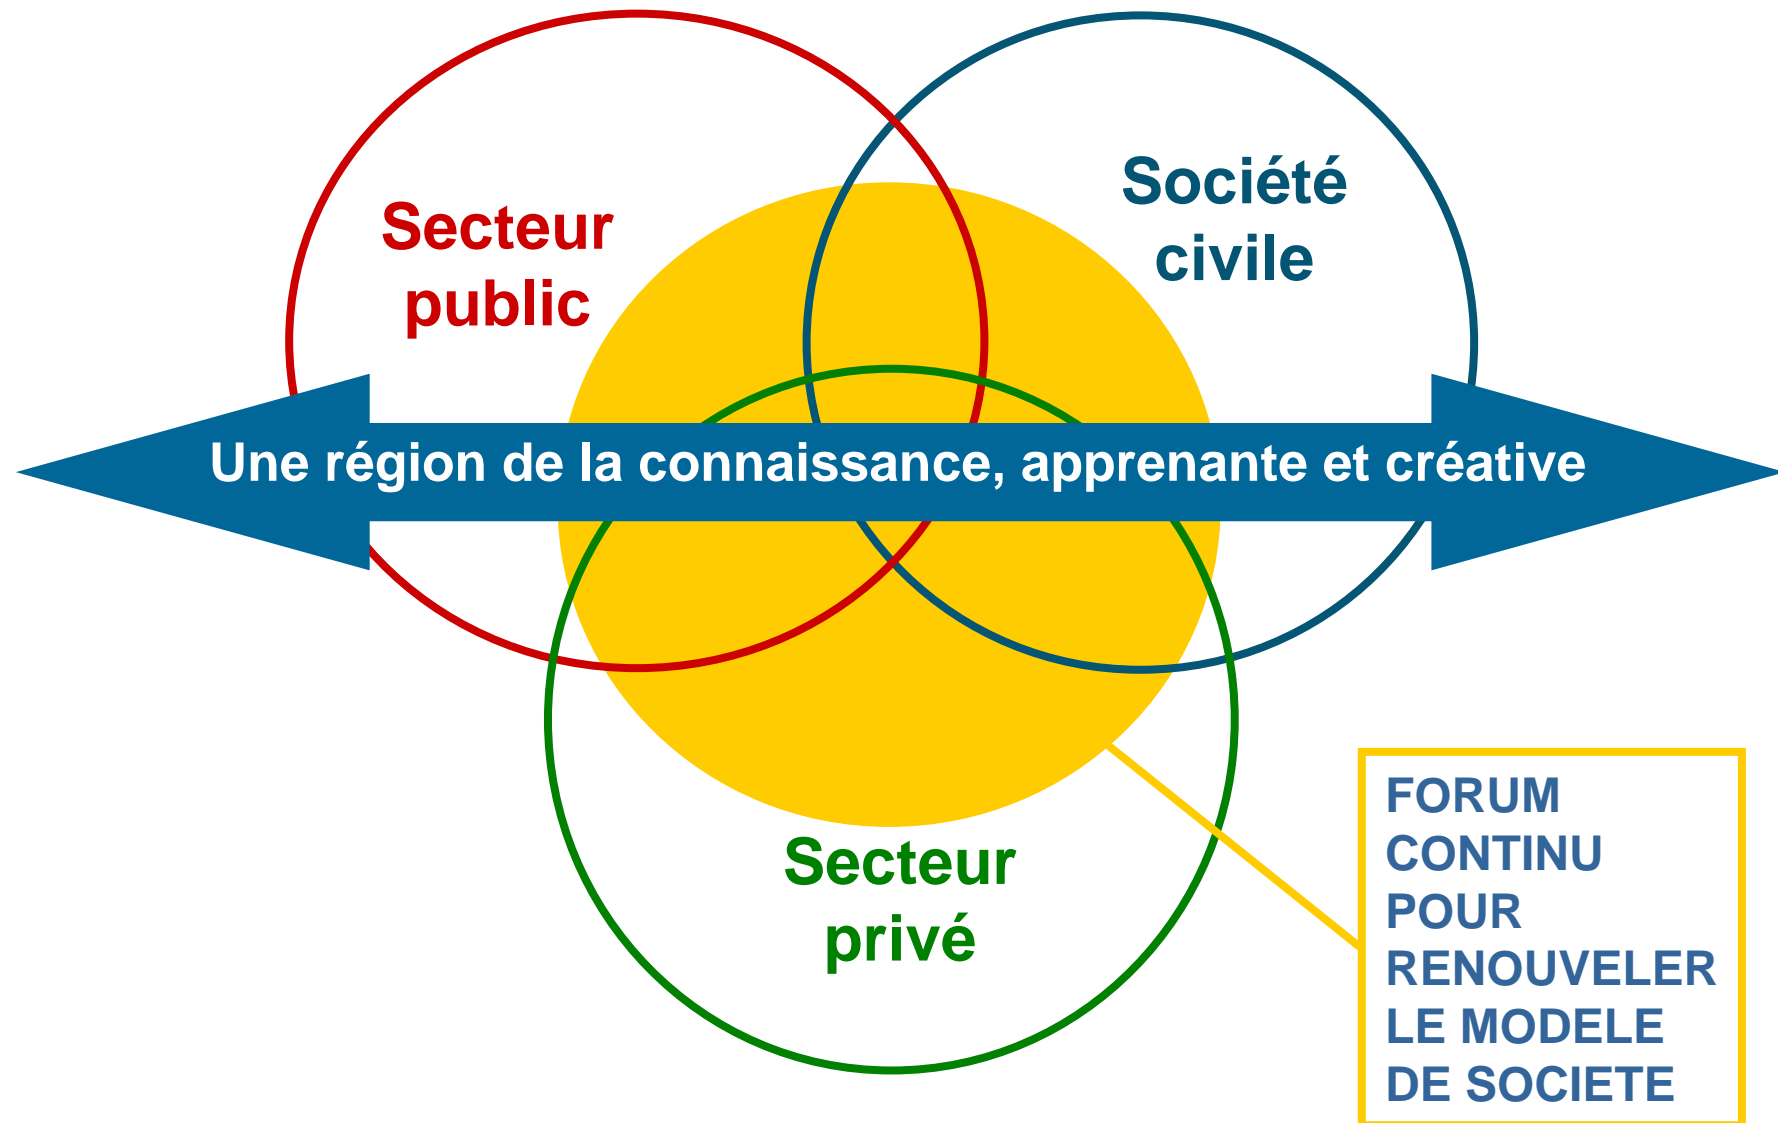 Secteur
public
Société
civile
Une région de la connaissance, apprenante et créative
Secteur
privé
FORUM
CONTINU
POUR
RENOUVELER
LE MODELE
DE SOCIETE